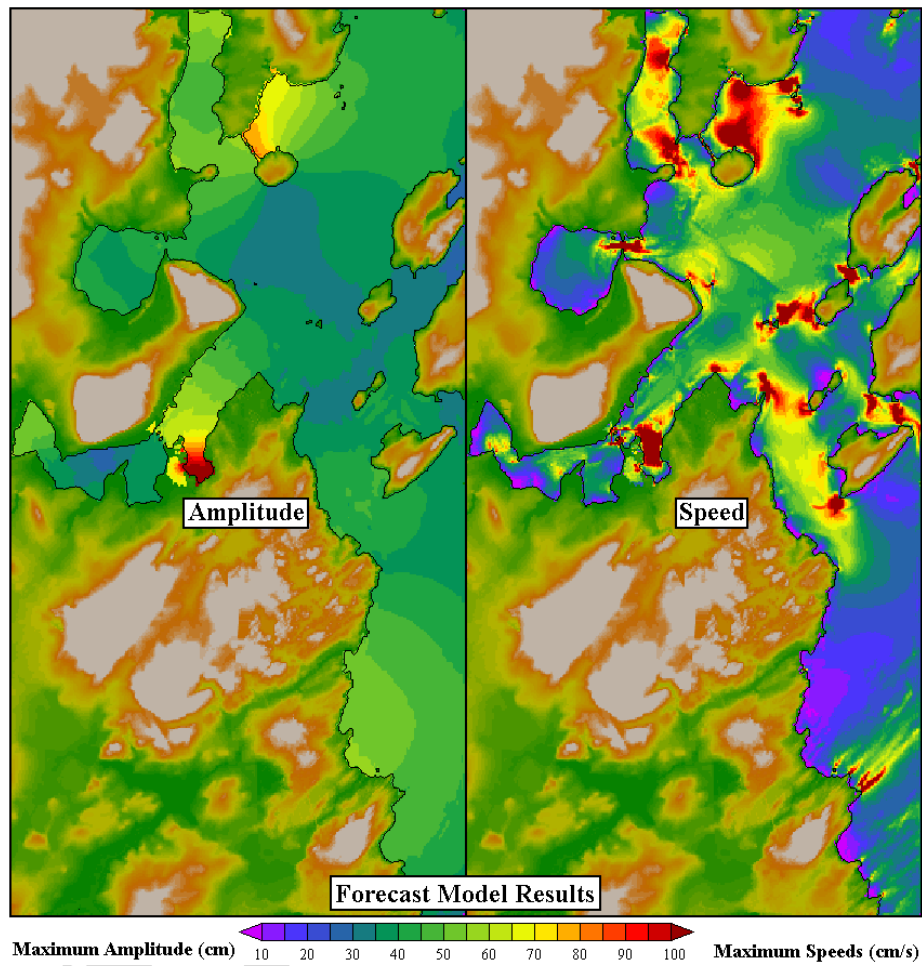 Amplitude
Speed
Forecast Model Results
Maximum Amplitude (cm) 10 20 30 40 50 60 70 80 90 100 Maximum Speeds (cm/s)